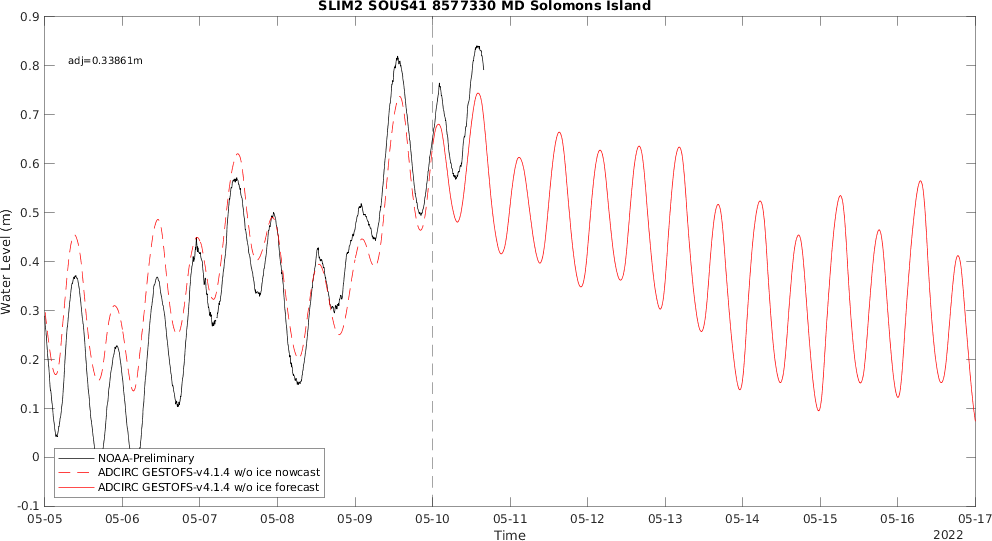 SLIM2 SOUS41 8577330 MD Solomons Island
0.9
adj=0.33861m
0.8
0.7
0.6
0.5
0.4
0.3
0.2
0.1
0
-0.1
Water Level (m)
NOAA-Preliminary
ADCIRC GESTOFS-v4.1.4 w/o ice nowcast
ADCIRC GESTOFS-v4.1.4 w/o ice forecast
05-05 05-06 05-07 05-08 05-09 05-10 05-11 05-12 05-13 05-14 05-15 05-16 05-17
Time
2022